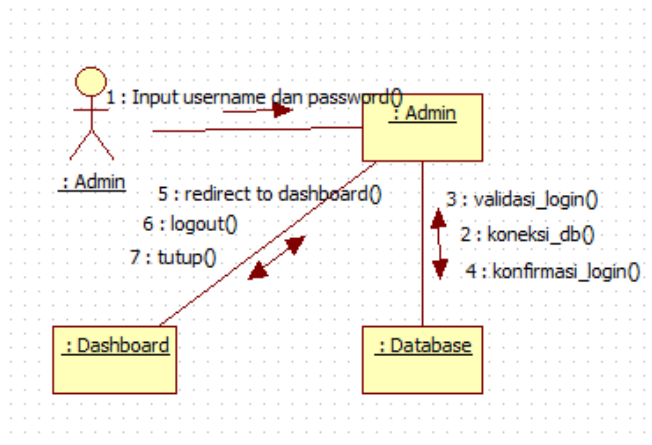 1 : Input username dan password()
: Admin
: Admin
5 : redirect to dashboard()
6 : logout()
7 : tutup()
3 : validasi_login()
2 : koneksi_db()
4 : konfirmasi_login()
: Dashboard
: Database